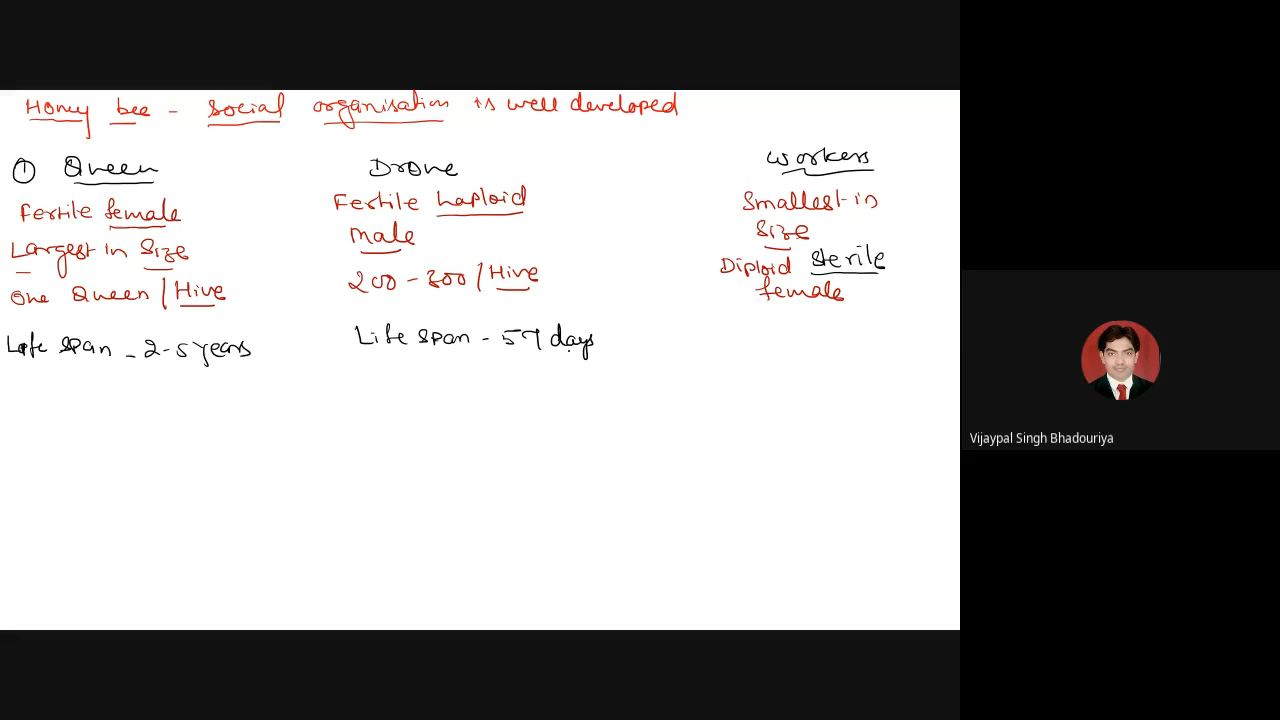 Honey bee - social organisation is well developed
① Queen
Fertile female
Largest in size
One Queen / Hive
Life span - 2-5 years
Drone
Fertile haploid
male
200 - 300 / Hive
Life span - 57 days
Workers
Smallest in
size
Diploid sterile
female
Vijaypal Singh Bhadouriya